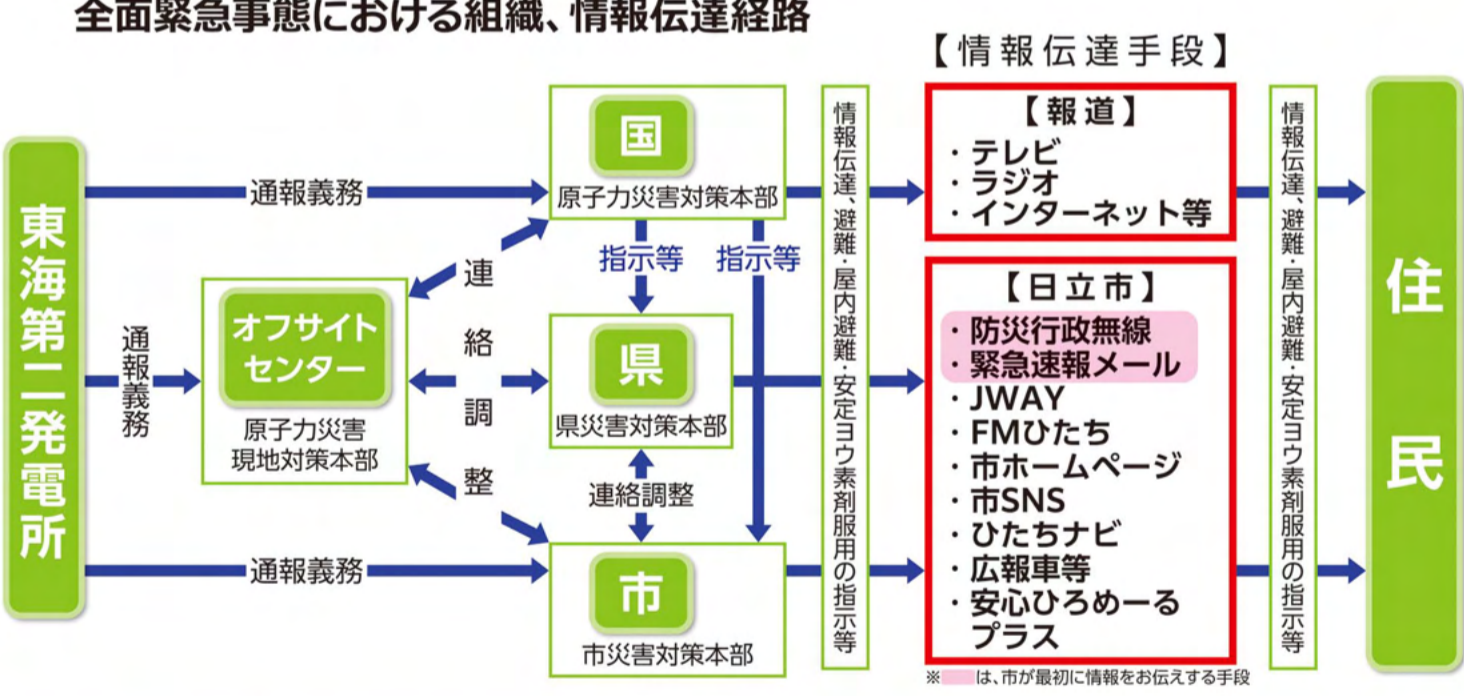 全面緊急事態における組織、情報伝達経路
【情報伝達手段】
東海第二発電所
通報義務
通報義務
通報義務
オフサイト
センター
原子力災害
現地対策本部
連絡調整
国
原子力災害対策本部
指示等
指示等
県
県災害対策本部
連絡調整
市
市災害対策本部
情報伝達、避難・屋内避難・安定ヨウ素剤服用の指示等
【報道】
・テレビ
・ラジオ
・インターネット等
【日立市】
・防災行政無線
・緊急速報メール
・JWAY
・FMひたち
・市ホームページ
・市SNS
・ひたちナビ
・広報車等
・安心ひろめーる
プラス
※　　は、市が最初に情報をお伝えする手段
情報伝達、避難・屋内避難・安定ヨウ素剤服用の指示等
住民